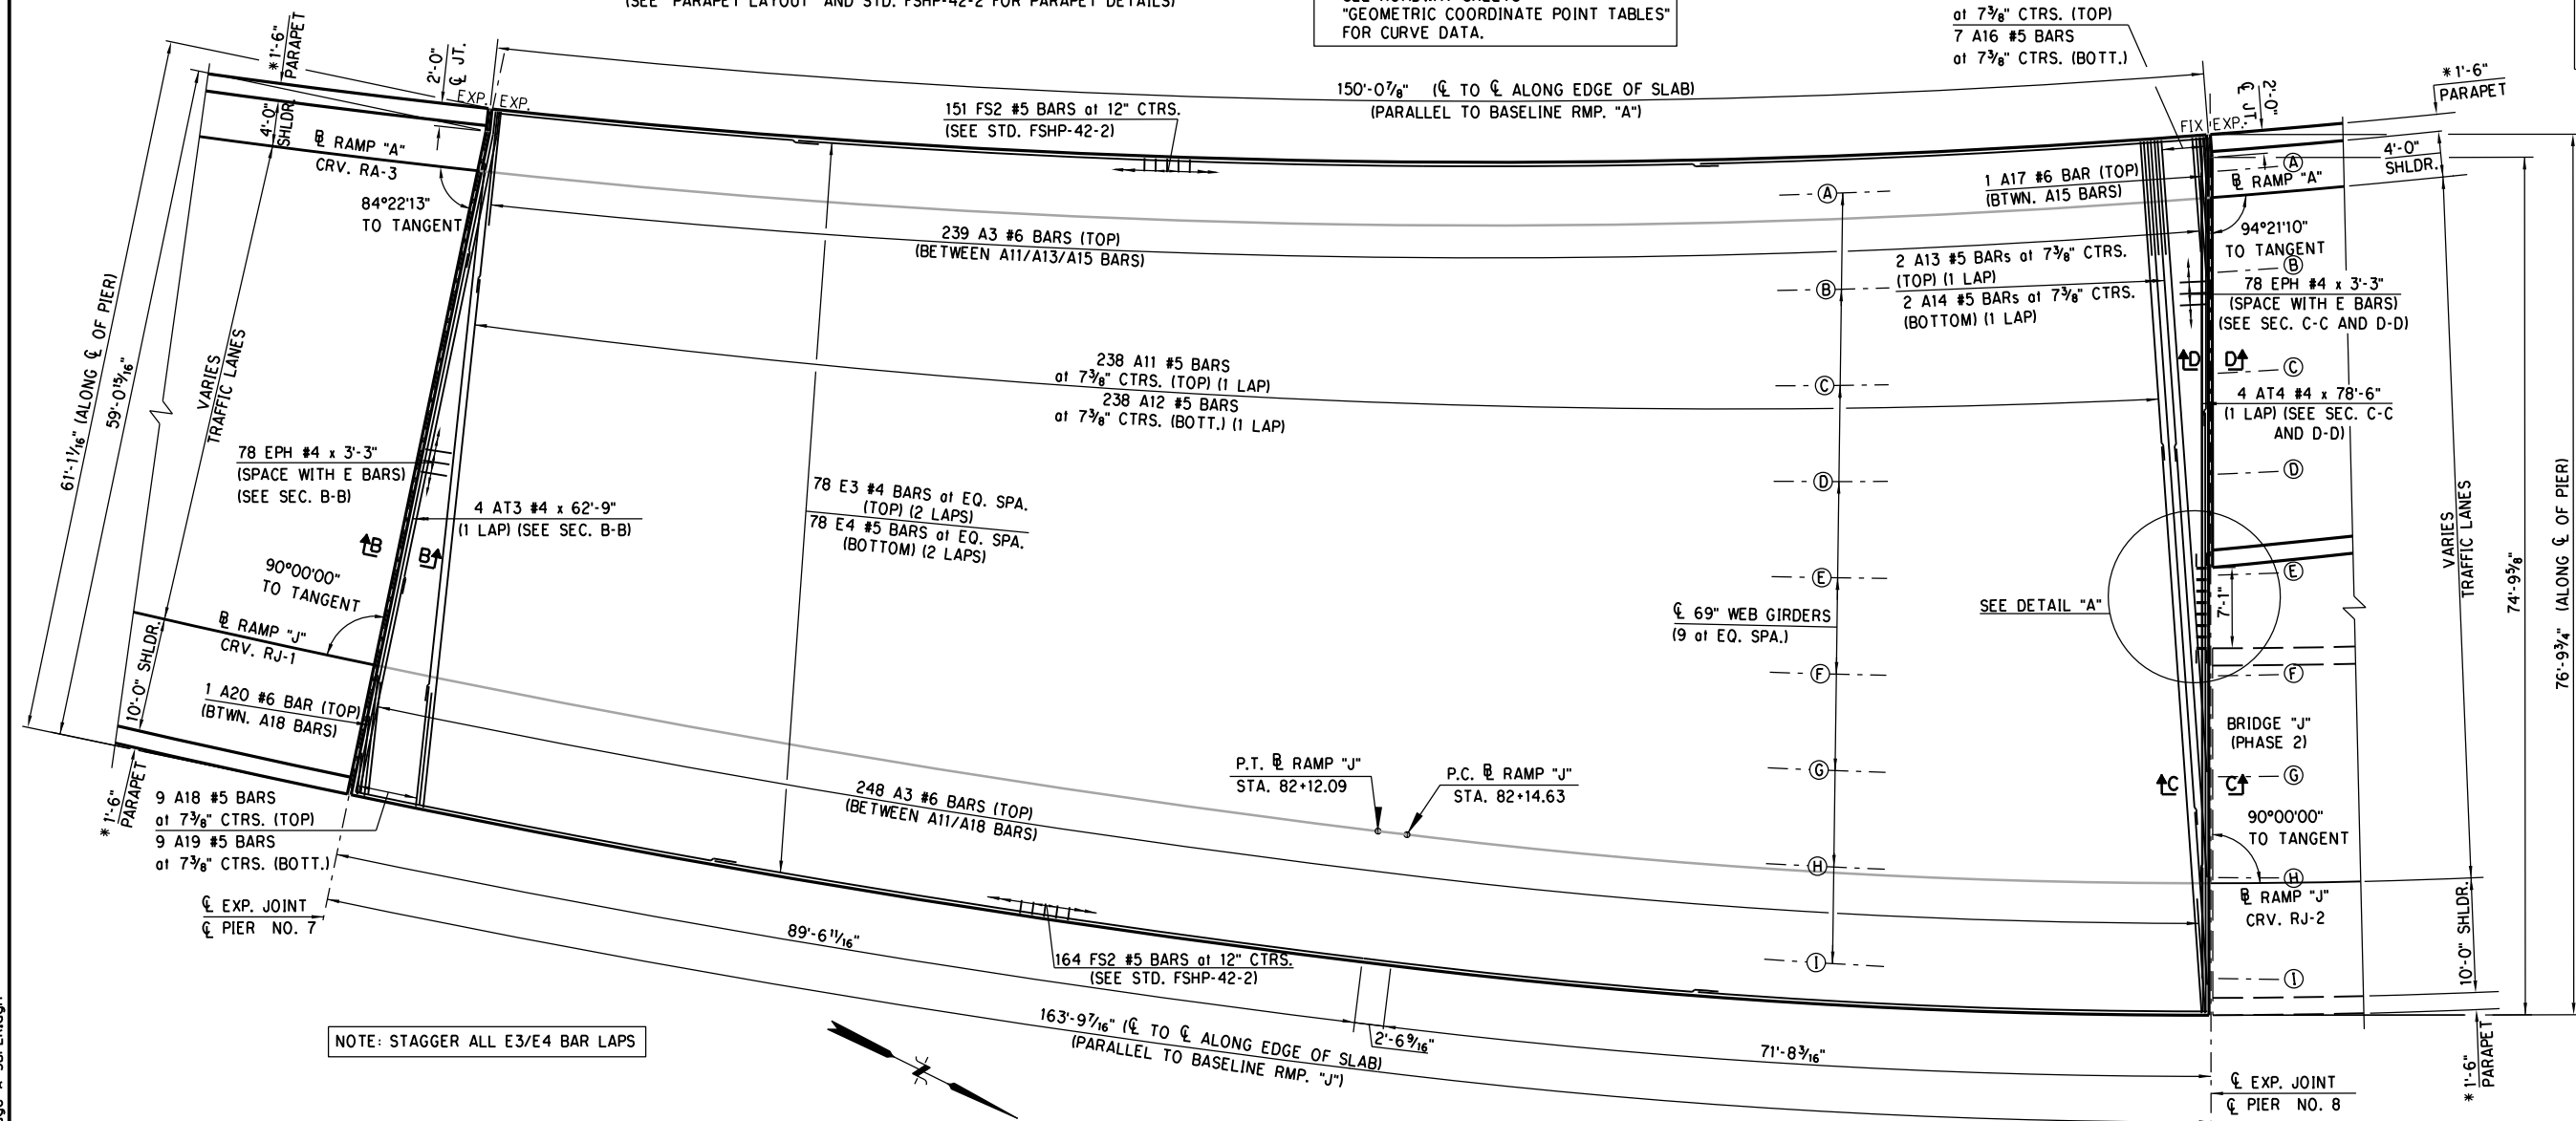 (SEE "PARAPET LAYOUT" AND STD. FSHP-42-2 FOR PARAPET DETAILS)
"GEOMETRIC COORDINATE POINT TABLES"
FOR CURVE DATA.
at 7⅜" CTRS. (TOP)
7 A16 #5 BARS
at 7⅜" CTRS. (BOTT.)
* 1'-6"
PARAPET
2'-0"
℄ JT.
EXP.
EXP.
150'-0⅞" (℄ TO ℄ ALONG EDGE OF SLAB)
(PARALLEL TO BASELINE RMP. "A")
151 FS2 #5 BARS at 12" CTRS.
(SEE STD. FSHP-42-2)
FIX
EXP.
2'-0"
℄ JT.
* 1'-6"
PARAPET
4'-0"
SHLDR.
4'-0"
SHLDR.
B̲ RAMP "A"
CRV. RA-3
84°22'13"
TO TANGENT
239 A3 #6 BARS (TOP)
(BETWEEN A11/A13/A15 BARS)
A
1 A17 #6 BAR (TOP)
(BTWN. A15 BARS)
A
B̲ RAMP "A"
94°21'10"
TO TANGENT
2 A13 #5 BARs at 7⅜" CTRS.
(TOP) (1 LAP)
2 A14 #5 BARs at 7⅜" CTRS.
(BOTTOM) (1 LAP)
B
B
78 EPH #4 x 3'-3"
(SPACE WITH E BARS)
(SEE SEC. C-C AND D-D)
D
D
61'-1 1/16" (ALONG ℄ OF PIER)
59'-0 15/16"
VARIES
TRAFFIC LANES
238 A11 #5 BARS
at 7⅜" CTRS. (TOP) (1 LAP)
238 A12 #5 BARS
at 7⅜" CTRS. (BOTT.) (1 LAP)
C
C
4 AT4 #4 x 78'-6"
(1 LAP) (SEE SEC. C-C
AND D-D)
78 EPH #4 x 3'-3"
(SPACE WITH E BARS)
(SEE SEC. B-B)
4 AT3 #4 x 62'-9"
(1 LAP) (SEE SEC. B-B)
B
B
78 E3 #4 BARS at EQ. SPA.
(TOP) (2 LAPS)
78 E4 #5 BARS at EQ. SPA.
(BOTTOM) (2 LAPS)
D
D
VARIES
TRAFFIC LANES
74'-9⅝"
76'-9¾" (ALONG ℄ OF PIER)
90°00'00"
TO TANGENT
E
E
SEE DETAIL "A"
7'-1"
℄ 69" WEB GIRDERS
(9 at EQ. SPA.)
B̲ RAMP "J"
CRV. RJ-1
10'-0" SHLDR.
1 A20 #6 BAR (TOP)
(BTWN. A18 BARS)
F
F
BRIDGE "J"
(PHASE 2)
* 1'-6"
PARAPET
9 A18 #5 BARS
at 7⅜" CTRS. (TOP)
9 A19 #5 BARS
at 7⅜" CTRS. (BOTT.)
248 A3 #6 BARS (TOP)
(BETWEEN A11/A18 BARS)
P.T. B̲ RAMP "J"
STA. 82+12.09
P.C. B̲ RAMP "J"
STA. 82+14.63
G
G
C
C
90°00'00"
TO TANGENT
H
H
B̲ RAMP "J"
CRV. RJ-2
℄ EXP. JOINT
℄ PIER NO. 7
89'-6 11/16"
164 FS2 #5 BARS at 12" CTRS.
(SEE STD. FSHP-42-2)
I
I
10'-0" SHLDR.
NOTE: STAGGER ALL E3/E4 BAR LAPS
163'-9 7/16" (℄ TO ℄ ALONG EDGE OF SLAB)
(PARALLEL TO BASELINE RMP. "J")
2'-6 9/16"
71'-8 3/16"
℄ EXP. JOINT
℄ PIER NO. 8
* 1'-6"
PARAPET